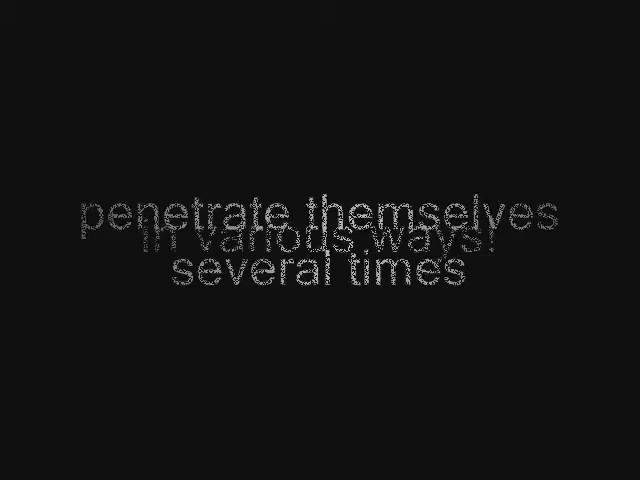 penetrate themselves
in various ways!
several times